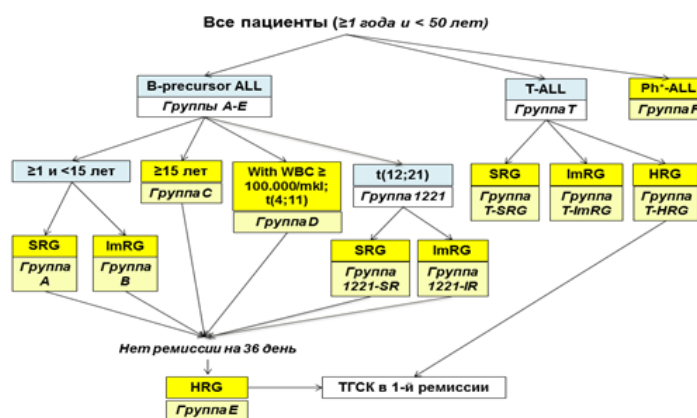 Все пациенты (≥1 года и < 50 лет)
B-precursor ALL
Группы A-E
T-ALL
Группа T
Ph⁺-ALL
Группа F
≥1 и <15 лет
≥15 лет
Группа C
With WBC ≥
100.000/mkl;
t(4;11)
Группа D
t(12;21)
Группа 1221
SRG
Группа
T-SRG
ImRG
Группа
T-ImRG
HRG
Группа
T-HRG
SRG
Группа
A
ImRG
Группа
B
SRG
Группа
1221-SR
ImRG
Группа
1221-IR
Нет ремиссии на 36 день
HRG
Группа E
ТГСК в 1-й ремиссии